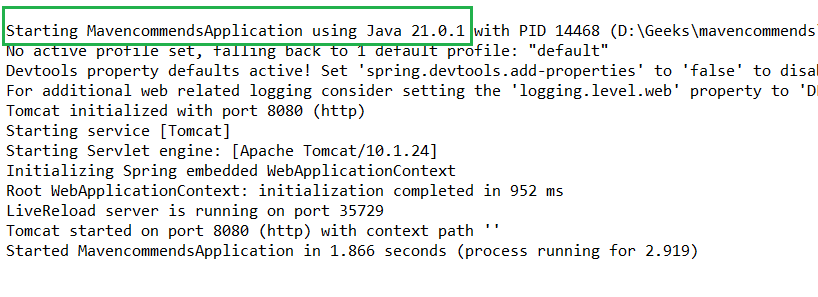 Starting MavencommendsApplication using Java 21.0.1 with PID 14468 (D:\Geeks\mavencommends
No active profile set, falling back to 1 default profile: "default"
Devtools property defaults active! Set 'spring.devtools.add-properties' to 'false' to disa
For additional web related logging consider setting the 'logging.level.web' property to 'D
Tomcat initialized with port 8080 (http)
Starting service [Tomcat]
Starting Servlet engine: [Apache Tomcat/10.1.24]
Initializing Spring embedded WebApplicationContext
Root WebApplicationContext: initialization completed in 952 ms
LiveReload server is running on port 35729
Tomcat started on port 8080 (http) with context path ''
Started MavencommendsApplication in 1.866 seconds (process running for 2.919)